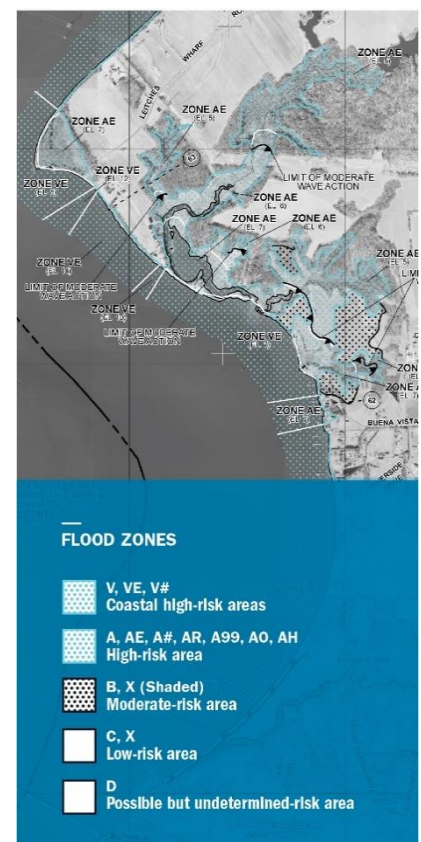 WHARF
LEITCHES
ZONE AE
ZONE AE
(EL 5)
ZONE AE
(EL 7)
63
ZONE VE
ZONE VE
LIMIT OF MODERATE
WAVE ACTION
ZONE AE
ZONE AE
(EL 7)
ZONE AE
(EL 6)
ZONE AE
ZONE VE
LIMIT OF MODERATE
WAVE ACTION
ZONE VE
LIMIT OF MODERATE
WAVE ACTION
ZONE VE
ZONE AE
62
BUENA VISTA
FLOOD ZONES
V, VE, V#
Coastal high-risk areas
A, AE, A#, AR, A99, AO, AH
High-risk area
B, X (Shaded)
Moderate-risk area
C, X
Low-risk area
D
Possible but undetermined-risk area